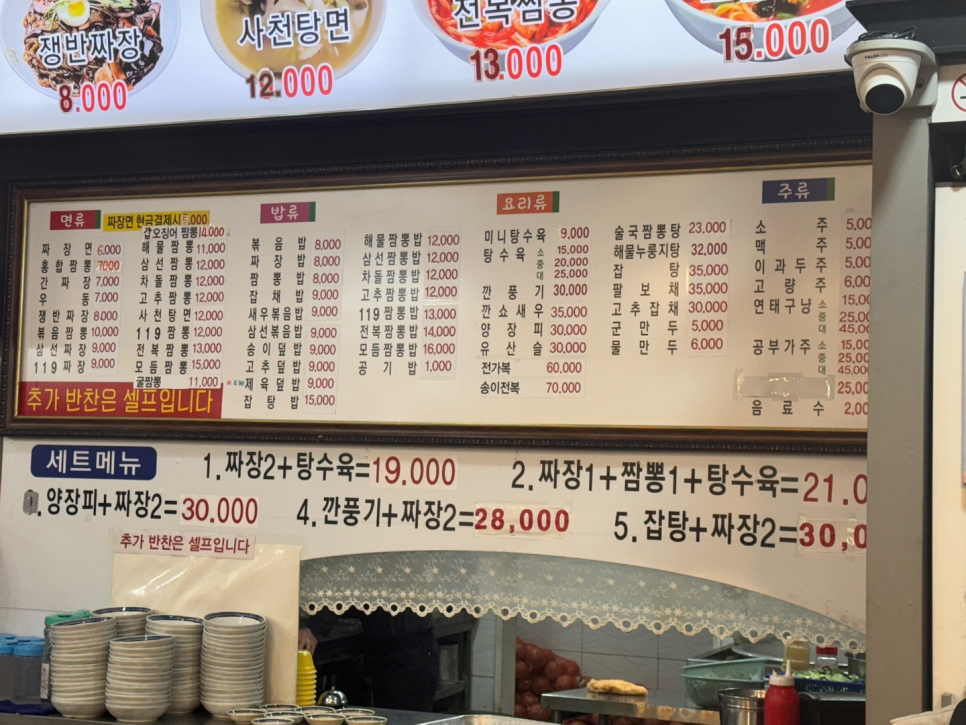 쟁반짜장
8.000
사천탕면
12.000
전복짬뽕
13.000
15.000
면류
짜장면 현금결제시 5,000
갑오징어 짬뽕 14,000
짜장면 6,000
홍합짬뽕 7000
간짜장 7,000
우동 7,000
쟁반짜장 8,000
볶음짬뽕 10,000
삼선짜장 9,000
119짜장 9,000
해물짬뽕 11,000
삼선짬뽕 12,000
차돌짬뽕 12,000
고추짬뽕 12,000
사천탕면 12,000
119짬뽕 12,000
전복짬뽕 13,000
모듬짬뽕 15,000
굴짬뽕 11,000
추가 반찬은 셀프입니다
밥류
볶음밥 8,000
짜장밥 8,000
짬뽕밥 8,000
잡채밥 9,000
새우볶음밥 9,000
삼선볶음밥 9,000
송이덮밥 9,000
고추덮밥 9,000
제육덮밥 9,000
잡탕밥 15,000
해물짬뽕밥 12,000
삼선짬뽕밥 12,000
차돌짬뽕밥 12,000
고추짬뽕밥 12,000
119짬뽕밥 13,000
전복짬뽕밥 14,000
모듬짬뽕밥 16,000
공기밥 1,000
요리류
미니탕수육 9,000
탕수육 소 15,000
중 20,000
대 25,000
깐풍기 30,000
깐쇼새우 35,000
양장피 30,000
유산슬 30,000
전가복 60,000
송이전복 70,000
술국짬뽕탕 23,000
해물누룽지탕 32,000
잡탕 35,000
팔보채 35,000
고추잡채 30,000
군만두 5,000
물만두 6,000
주류
소주 5,00
맥주 5,00
이과두주 5,00
고량주 6,00
연태구냥 소 15,00
중 25,00
대 45,00
공부가주 소 15,00
중 25,00
대 45,00
25,00
음료수 2,00
세트메뉴
1.짜장2+탕수육=19,000
2.짜장1+짬뽕1+탕수육=21.0
.양장피+짜장2=30.000
4.깐풍기+짜장2=28,000
5.잡탕+짜장2=30,0
추가 반찬은 셀프입니다